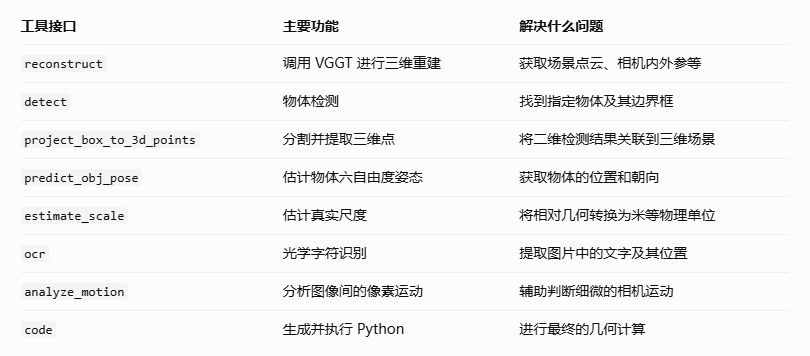 工具接口 主要功能 解决什么问题
reconstruct 调用 VGGT 进行三维重建 获取场景点云、相机内外参等
detect 物体检测 找到指定物体及其边界框
project_box_to_3d_points 分割并提取三维点 将二维检测结果关联到三维场景
predict_obj_pose 估计物体六自由度姿态 获取物体的位置和朝向
estimate_scale 估计真实尺度 将相对几何转换为米等物理单位
ocr 光学字符识别 提取图片中的文字及其位置
analyze_motion 分析图像间的像素运动 辅助判断细微的相机运动
code 生成并执行 Python 进行最终的几何计算